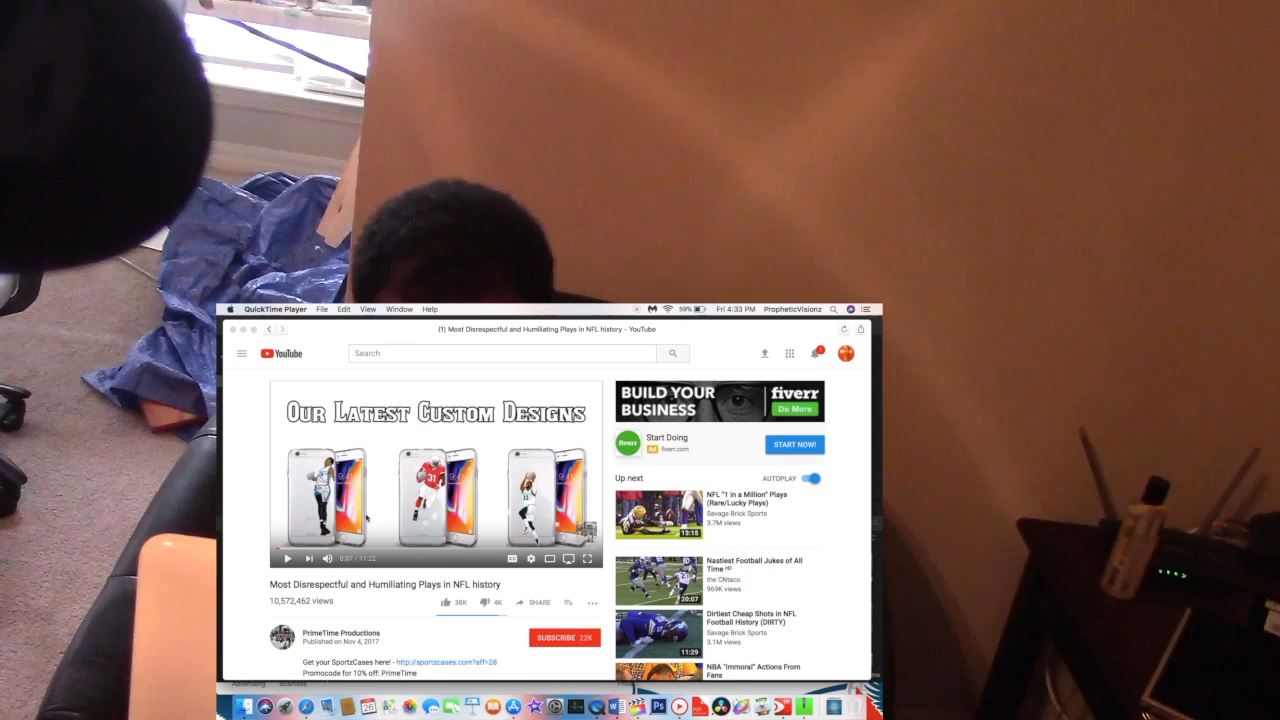 QuickTime Player File Edit View Window Help 59% Fri 4:33 PM PropheticVisionz
(1) Most Disrespectful and Humiliating Plays in NFL history - YouTube
YouTube Search
OUR LATEST CUSTOM DESIGNS
31
11
0:07 / 11:22
Most Disrespectful and Humiliating Plays in NFL history
10,572,462 views
38K 4K SHARE
PrimeTime Productions
Published on Nov 4, 2017
SUBSCRIBE 22K
Get your SportzCases here! - http://sportzcases.com?aff=28
Promocode for 10% off: PrimeTime
BUILD YOUR BUSINESS fiverr
Do More
Start Doing
Ad fiverr.com
START NOW!
Up next AUTOPLAY
NFL "1 in a Million" Plays
(Rare/Lucky Plays)
Savage Brick Sports
3.7M views
13:15
Nastiest Football Jukes of All
Time HD
the CNtaco
969K views
20:07
Dirtiest Cheap Shots in NFL
Football History (DIRTY)
Savage Brick Sports
3.1M views
11:29
NBA "Immoral" Actions From
Fans
Advertising Business
26